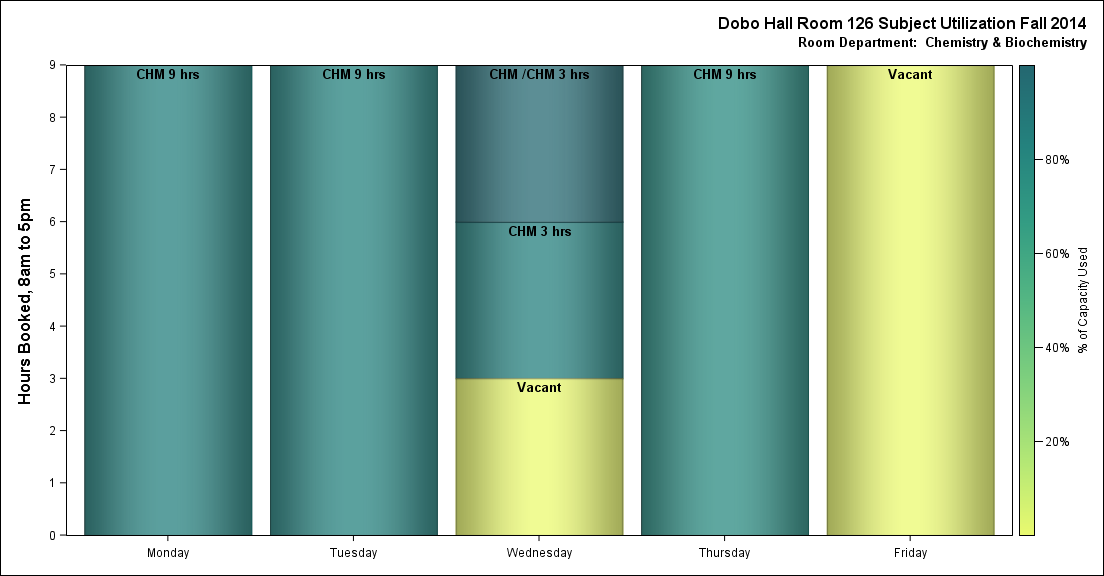 Dobo Hall Room 126 Subject Utilization Fall 2014
Room Department: Chemistry & Biochemistry
Hours Booked, 8am to 5pm
9
8
7
6
5
4
3
2
1
0
CHM 9 hrs
CHM 9 hrs
CHM /CHM 3 hrs
CHM 9 hrs
Vacant
CHM 3 hrs
Vacant
Monday
Tuesday
Wednesday
Thursday
Friday
80%
60%
40%
20%
% of Capacity Used